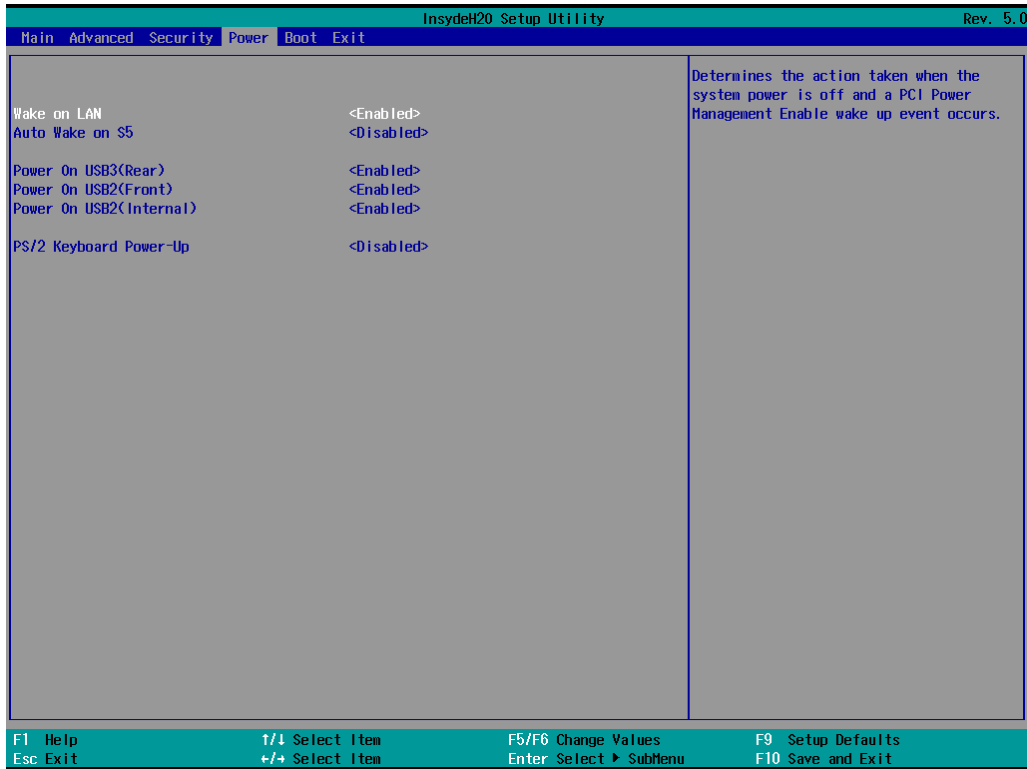 InsydeH20 Setup Utility Rev. 5.0
Main Advanced Security Power Boot Exit
Wake on LAN <Enabled>
Auto Wake on S5 <Disabled>
Power On USB3(Rear) <Enabled>
Power On USB2(Front) <Enabled>
Power On USB2(Internal) <Enabled>
PS/2 Keyboard Power-Up <Disabled>
Determines the action taken when the
system power is off and a PCI Power
Management Enable wake up event occurs.
F1 Help ↑/↓ Select Item F5/F6 Change Values F9 Setup Defaults
Esc Exit ←/→ Select Item Enter Select ▶ SubMenu F10 Save and Exit